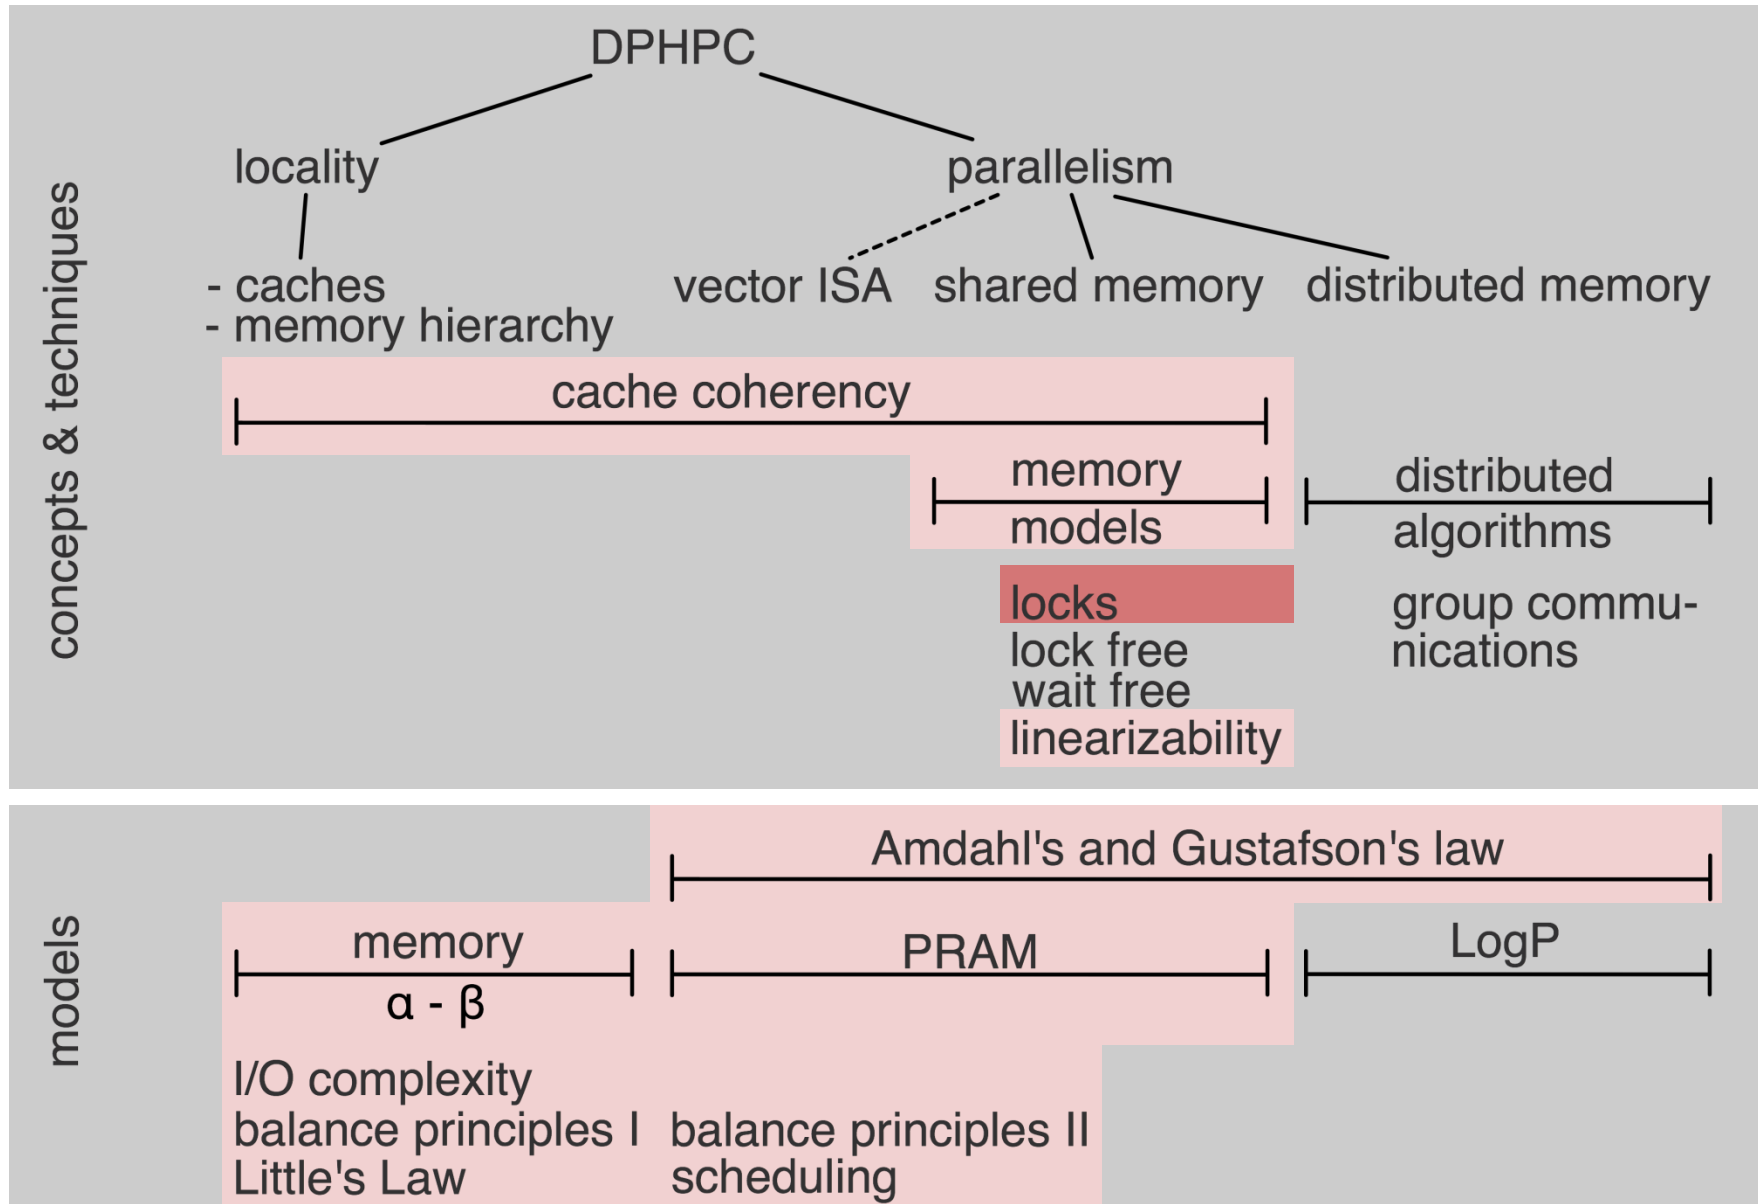 DPHPC
locality
parallelism
- caches
- memory hierarchy
vector ISA
shared memory
distributed memory
concepts & techniques
cache coherency
memory
models
distributed
algorithms
locks
lock free
wait free
linearizability
group commu-
nications
models
Amdahl's and Gustafson's law
memory
α - β
PRAM
LogP
I/O complexity
balance principles I
Little's Law
balance principles II
scheduling